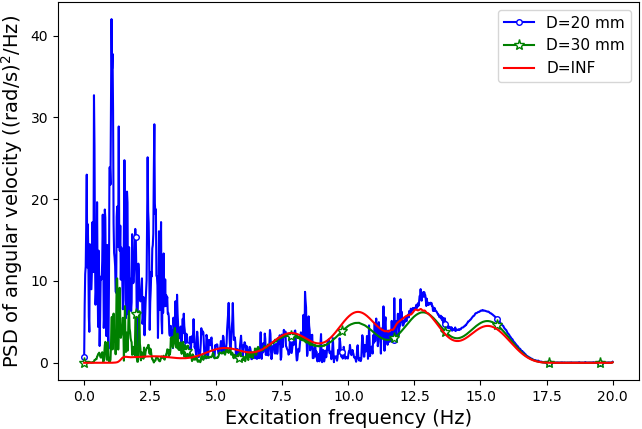 D=20 mm
D=30 mm
D=INF
PSD of angular velocity ((rad/s)²/Hz)
40
30
20
10
0
0.0 2.5 5.0 7.5 10.0 12.5 15.0 17.5 20.0
Excitation frequency (Hz)